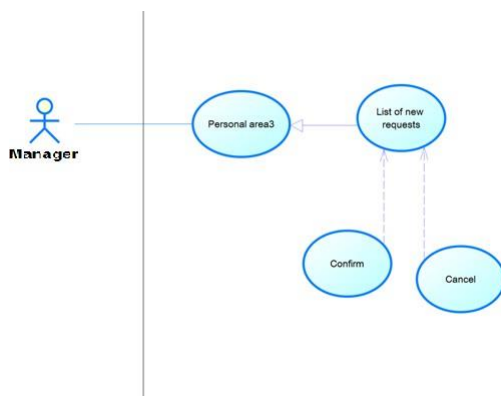 Manager
Personal area3
List of new
requests
Confirm
Cancel